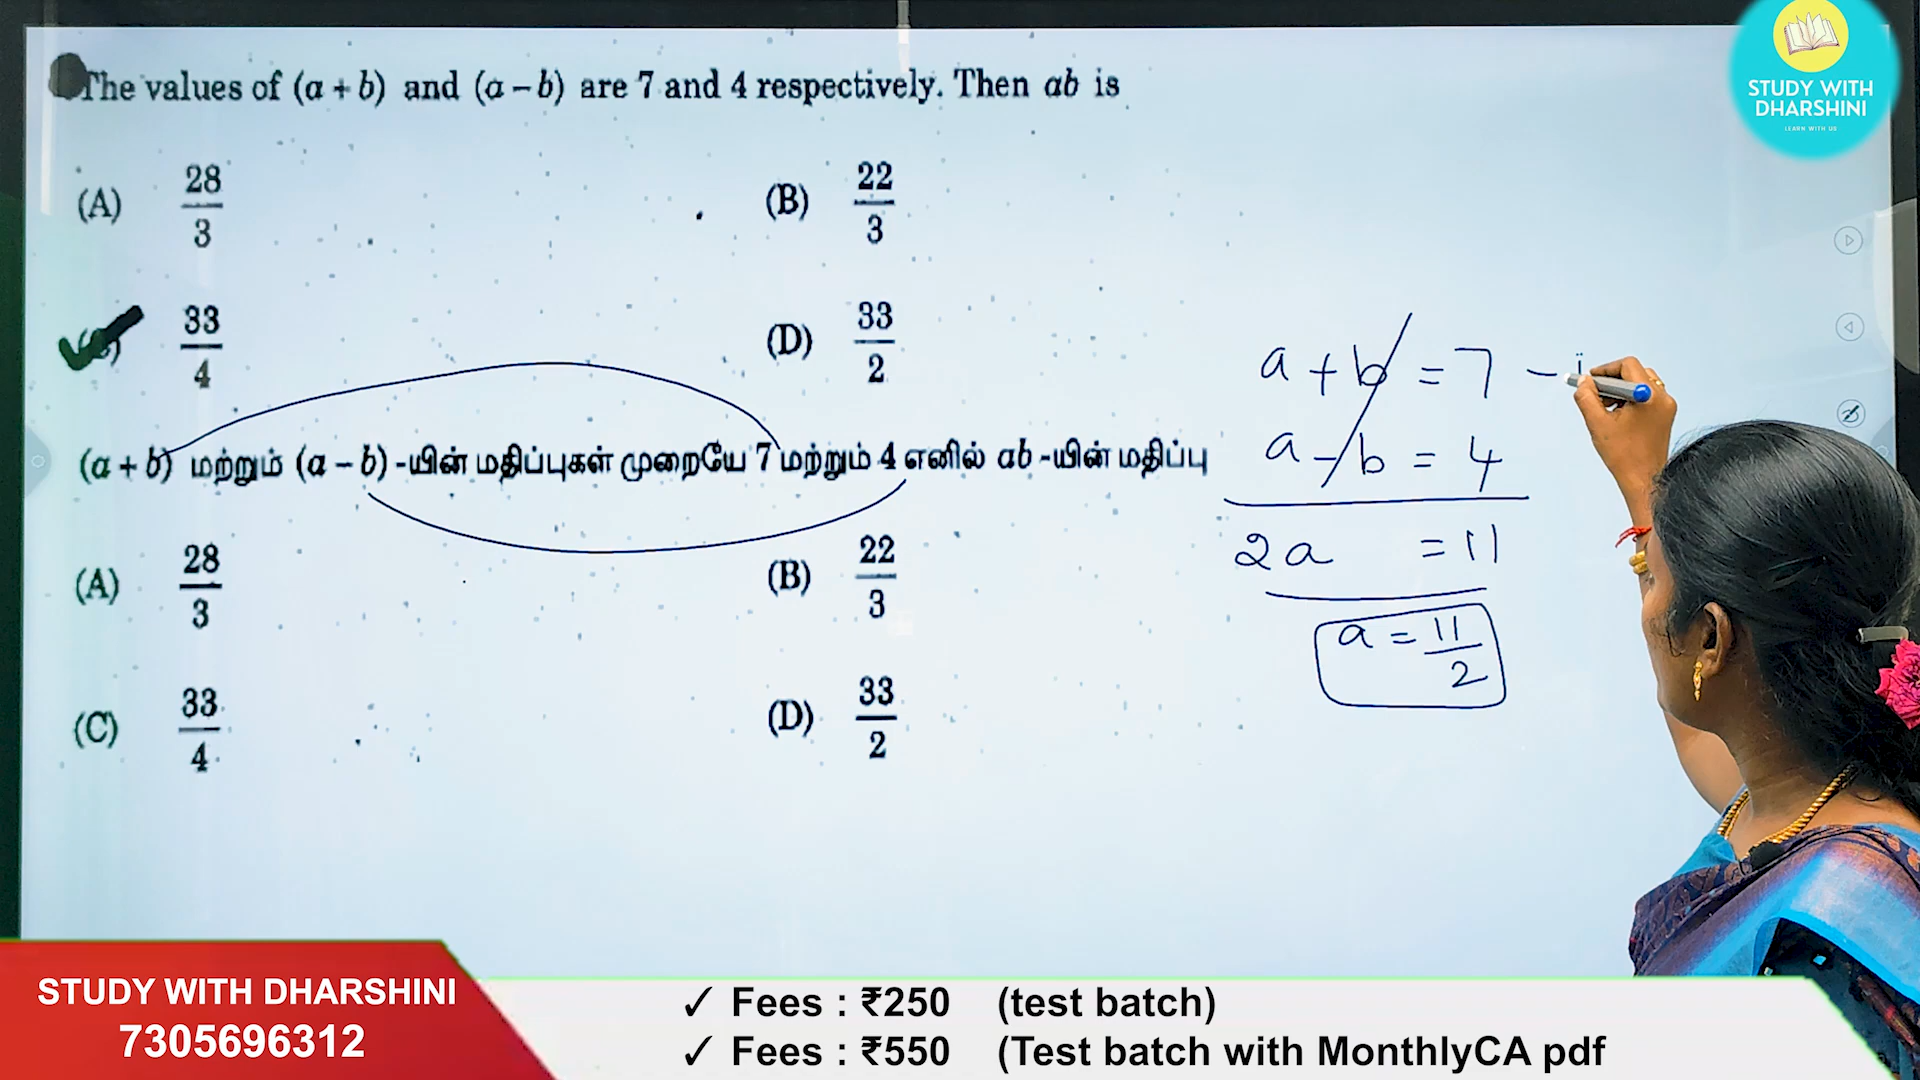 The values of (a + b) and (a – b) are 7 and 4 respectively. Then ab is
(A) 28/3
(B) 22/3
33/4
(D) 33/2
(a + b) மற்றும் (a – b) -யின் மதிப்புகள் முறையே 7 மற்றும் 4 எனில் ab -யின் மதிப்பு
(A) 28/3
(B) 22/3
(C) 33/4
(D) 33/2
a + b = 7 –
a – b = 4
2a = 11
a = 11/2
STUDY WITH
DHARSHINI
LEARN WITH US
STUDY WITH DHARSHINI
7305696312
✓ Fees : ₹250 (test batch)
✓ Fees : ₹550 (Test batch with MonthlyCA pdf